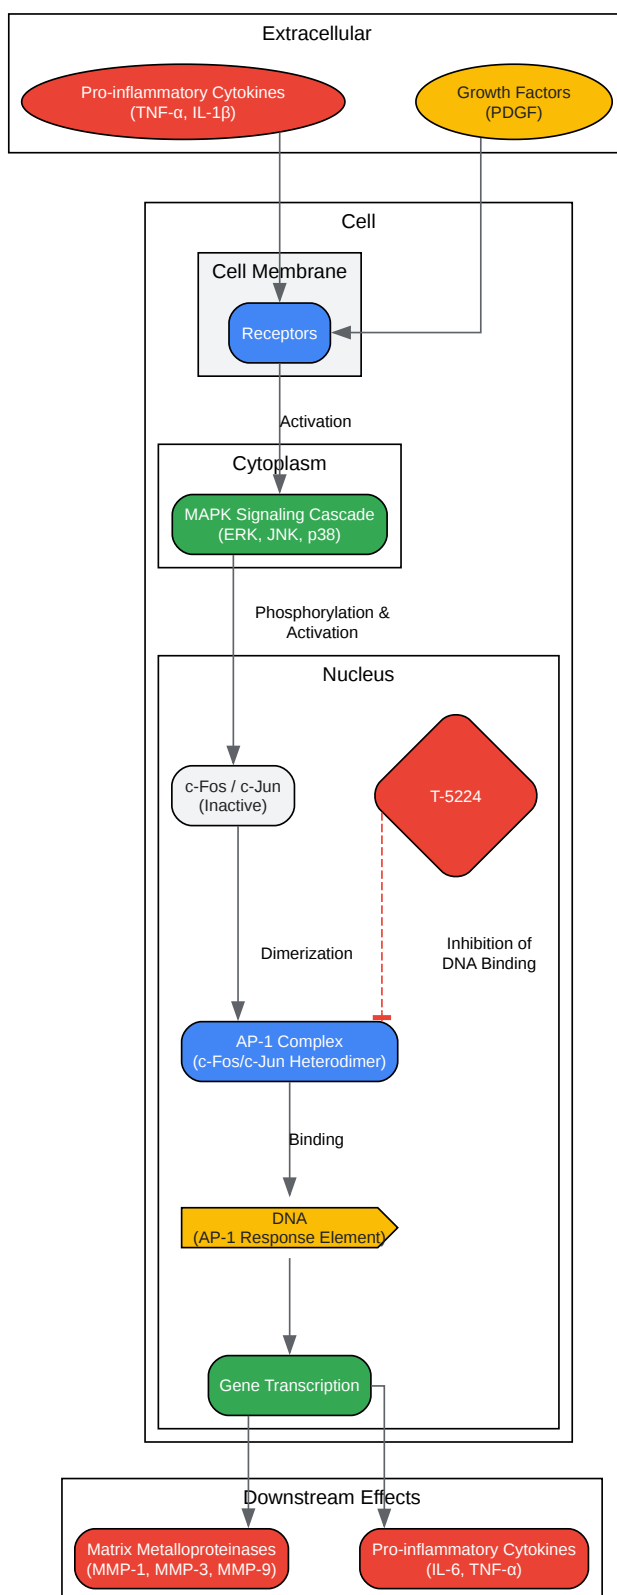 Extracellular
Pro-inflammatory Cytokines
(TNF-α, IL-1β)
Growth Factors
(PDGF)
Cell
Cell Membrane
Receptors
Activation
Cytoplasm
MAPK Signaling Cascade
(ERK, JNK, p38)
Phosphorylation &
Activation
Nucleus
c-Fos / c-Jun
(Inactive)
T-5224
Dimerization
Inhibition of
DNA Binding
AP-1 Complex
(c-Fos/c-Jun Heterodimer)
Binding
DNA
(AP-1 Response Element)
Gene Transcription
Downstream Effects
Matrix Metalloproteinases
(MMP-1, MMP-3, MMP-9)
Pro-inflammatory Cytokines
(IL-6, TNF-α)